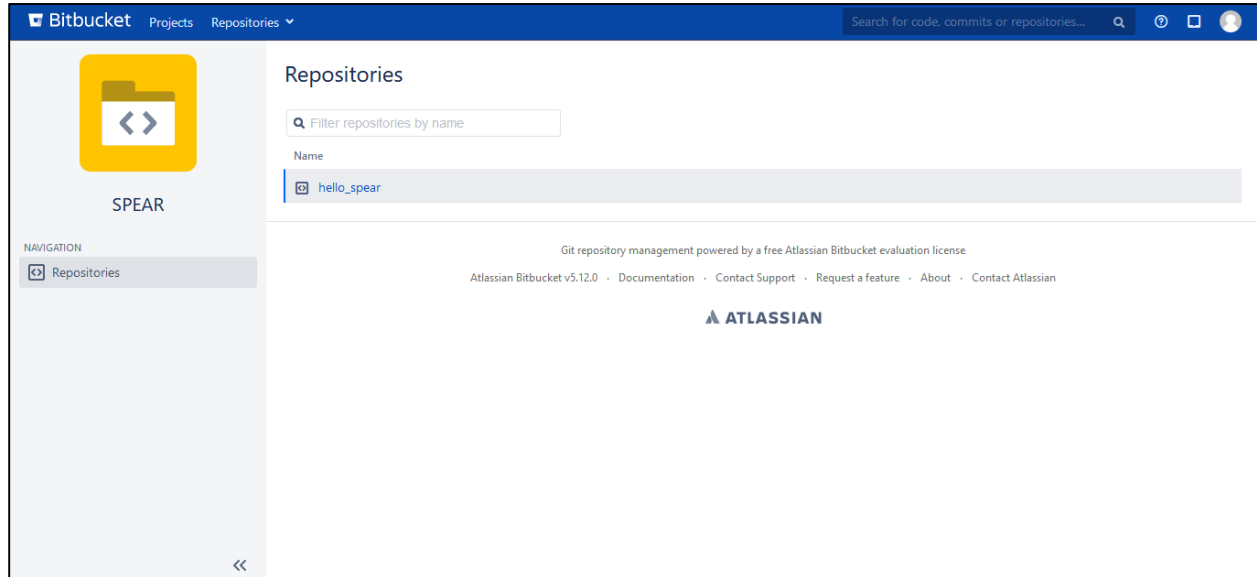 Bitbucket Projects Repositories Search for code, commits or repositories...
SPEAR
NAVIGATION
Repositories
Repositories
Filter repositories by name
Name
hello_spear
Git repository management powered by a free Atlassian Bitbucket evaluation license
Atlassian Bitbucket v5.12.0 · Documentation · Contact Support · Request a feature · About · Contact Atlassian
ATLASSIAN